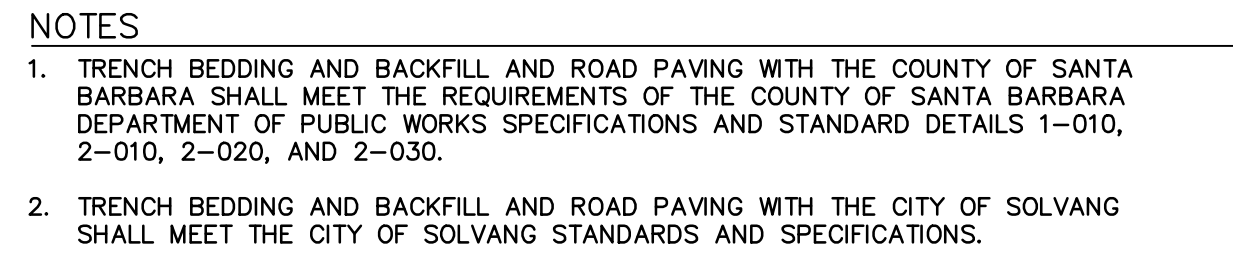 NOTES
1. TRENCH BEDDING AND BACKFILL AND ROAD PAVING WITH THE COUNTY OF SANTA
BARBARA SHALL MEET THE REQUIREMENTS OF THE COUNTY OF SANTA BARBARA
DEPARTMENT OF PUBLIC WORKS SPECIFICATIONS AND STANDARD DETAILS 1–010,
2–010, 2–020, AND 2–030.
2. TRENCH BEDDING AND BACKFILL AND ROAD PAVING WITH THE CITY OF SOLVANG
SHALL MEET THE CITY OF SOLVANG STANDARDS AND SPECIFICATIONS.